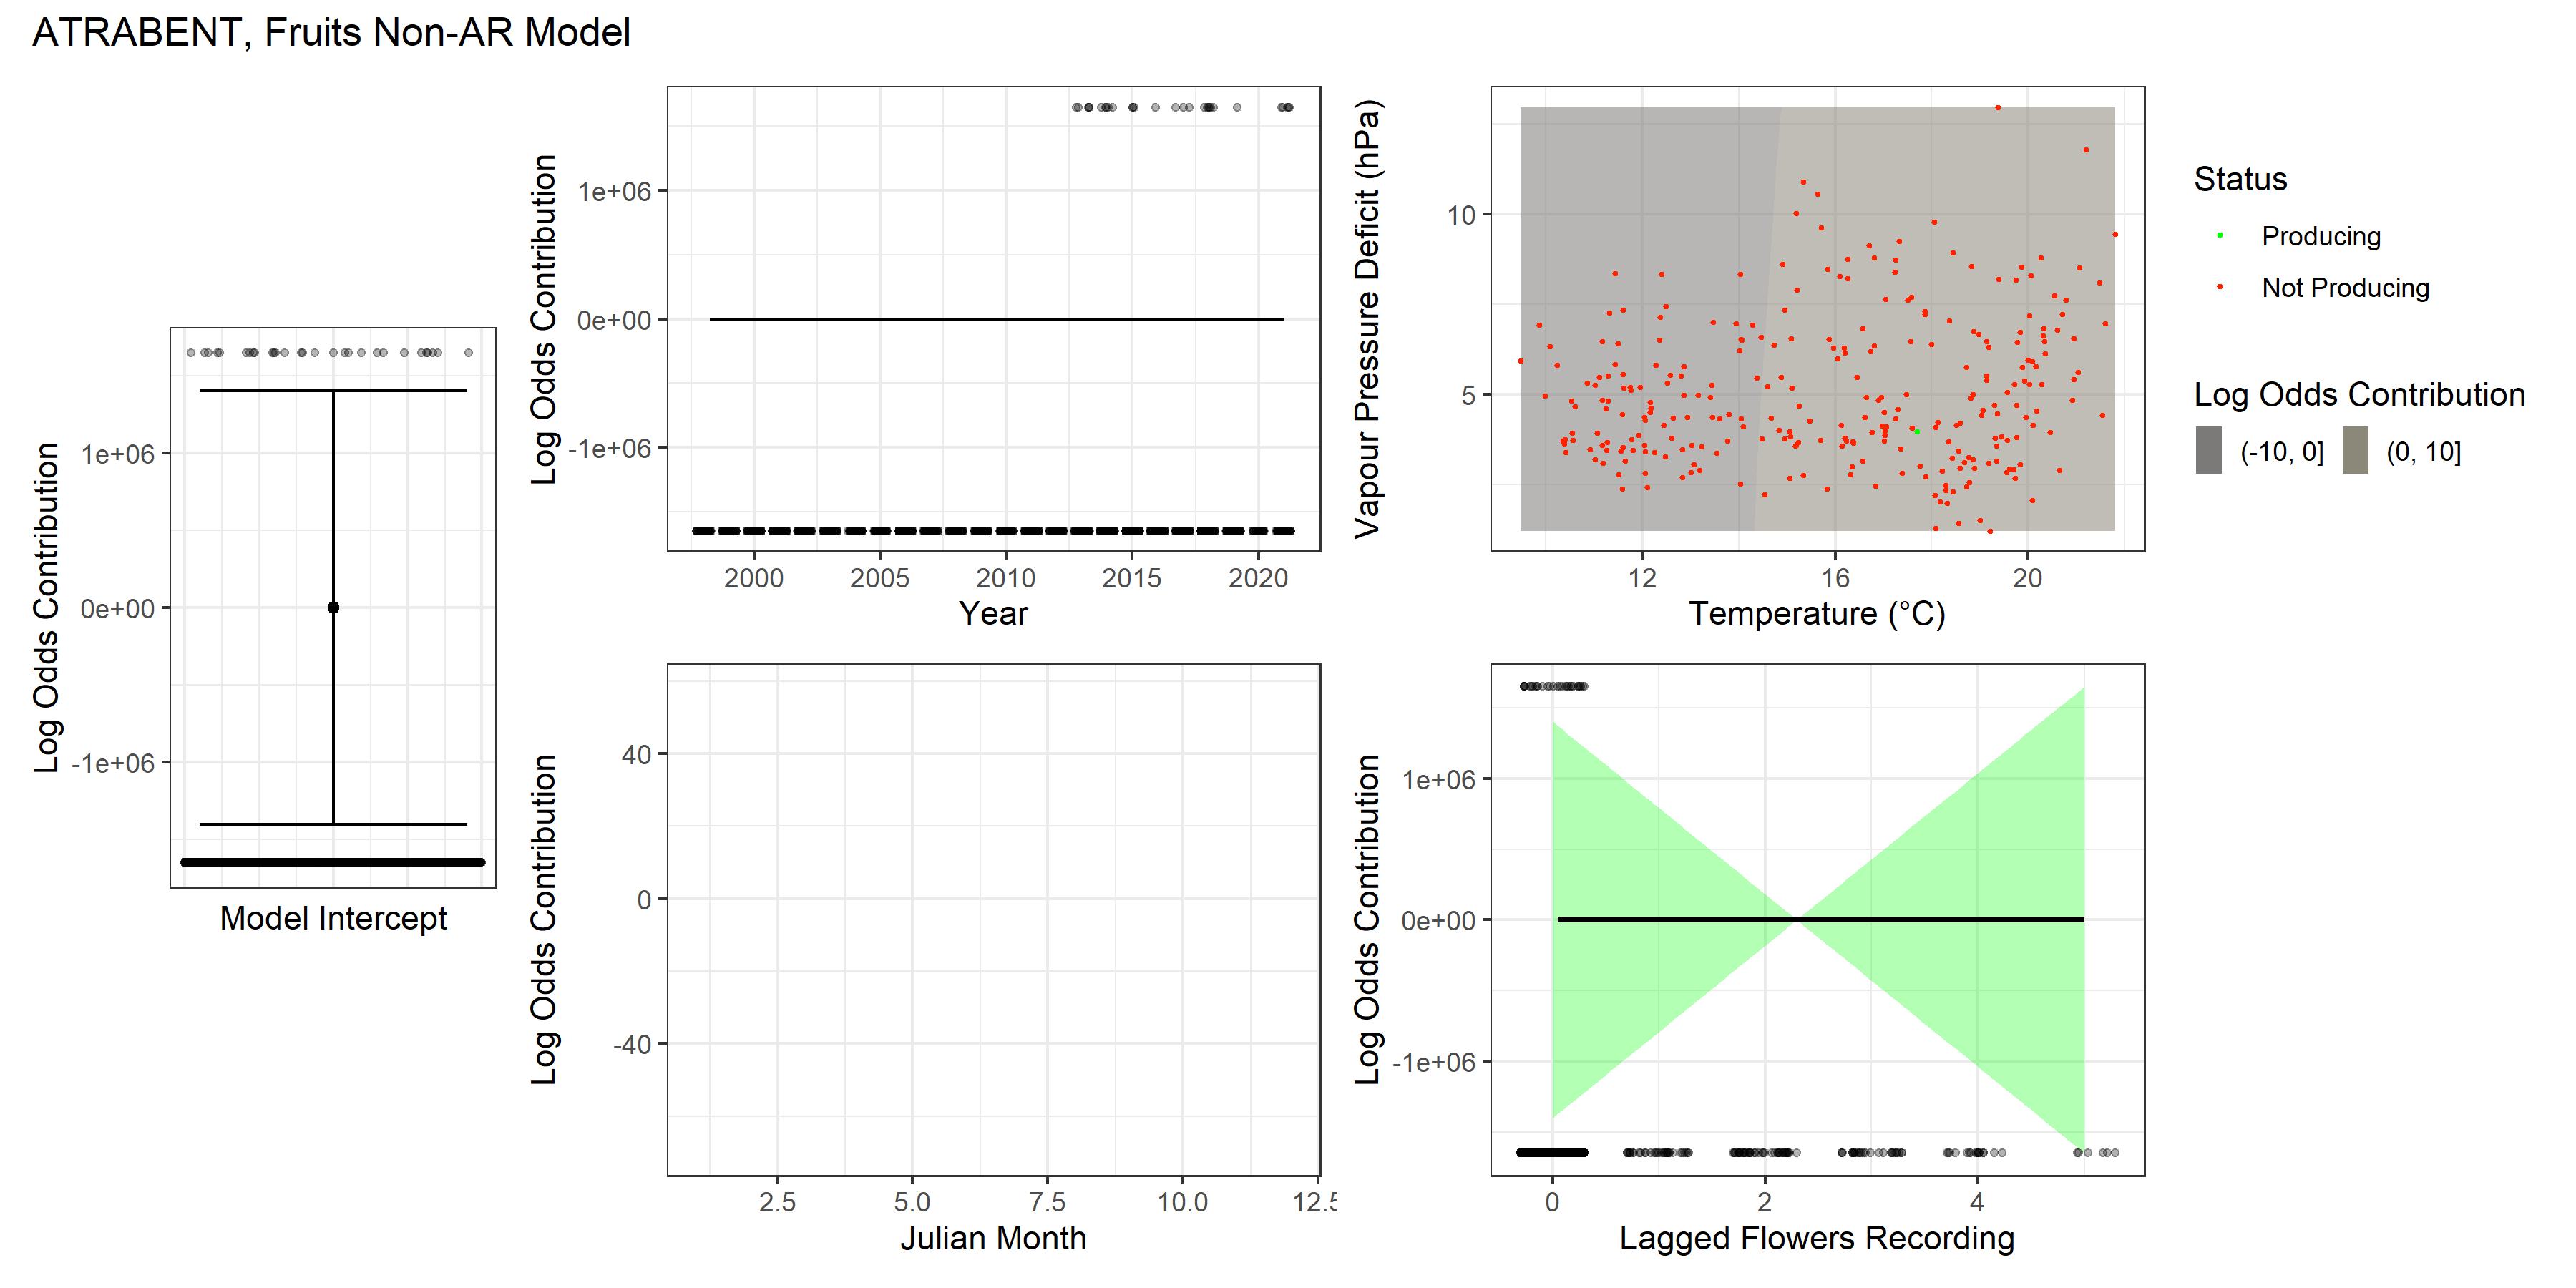 ATRABENT, Fruits Non-AR Model
Log Odds Contribution
1e+06
0e+00
-1e+06
Model Intercept
Log Odds Contribution
1e+06
0e+00
-1e+06
2000 2005 2010 2015 2020
Year
Vapour Pressure Deficit (hPa)
10
5
12 16 20
Temperature (°C)
Status
Producing
Not Producing
Log Odds Contribution
(-10, 0] (0, 10]
Log Odds Contribution
40
0
-40
2.5 5.0 7.5 10.0 12.5
Julian Month
Log Odds Contribution
1e+06
0e+00
-1e+06
0 2 4
Lagged Flowers Recording